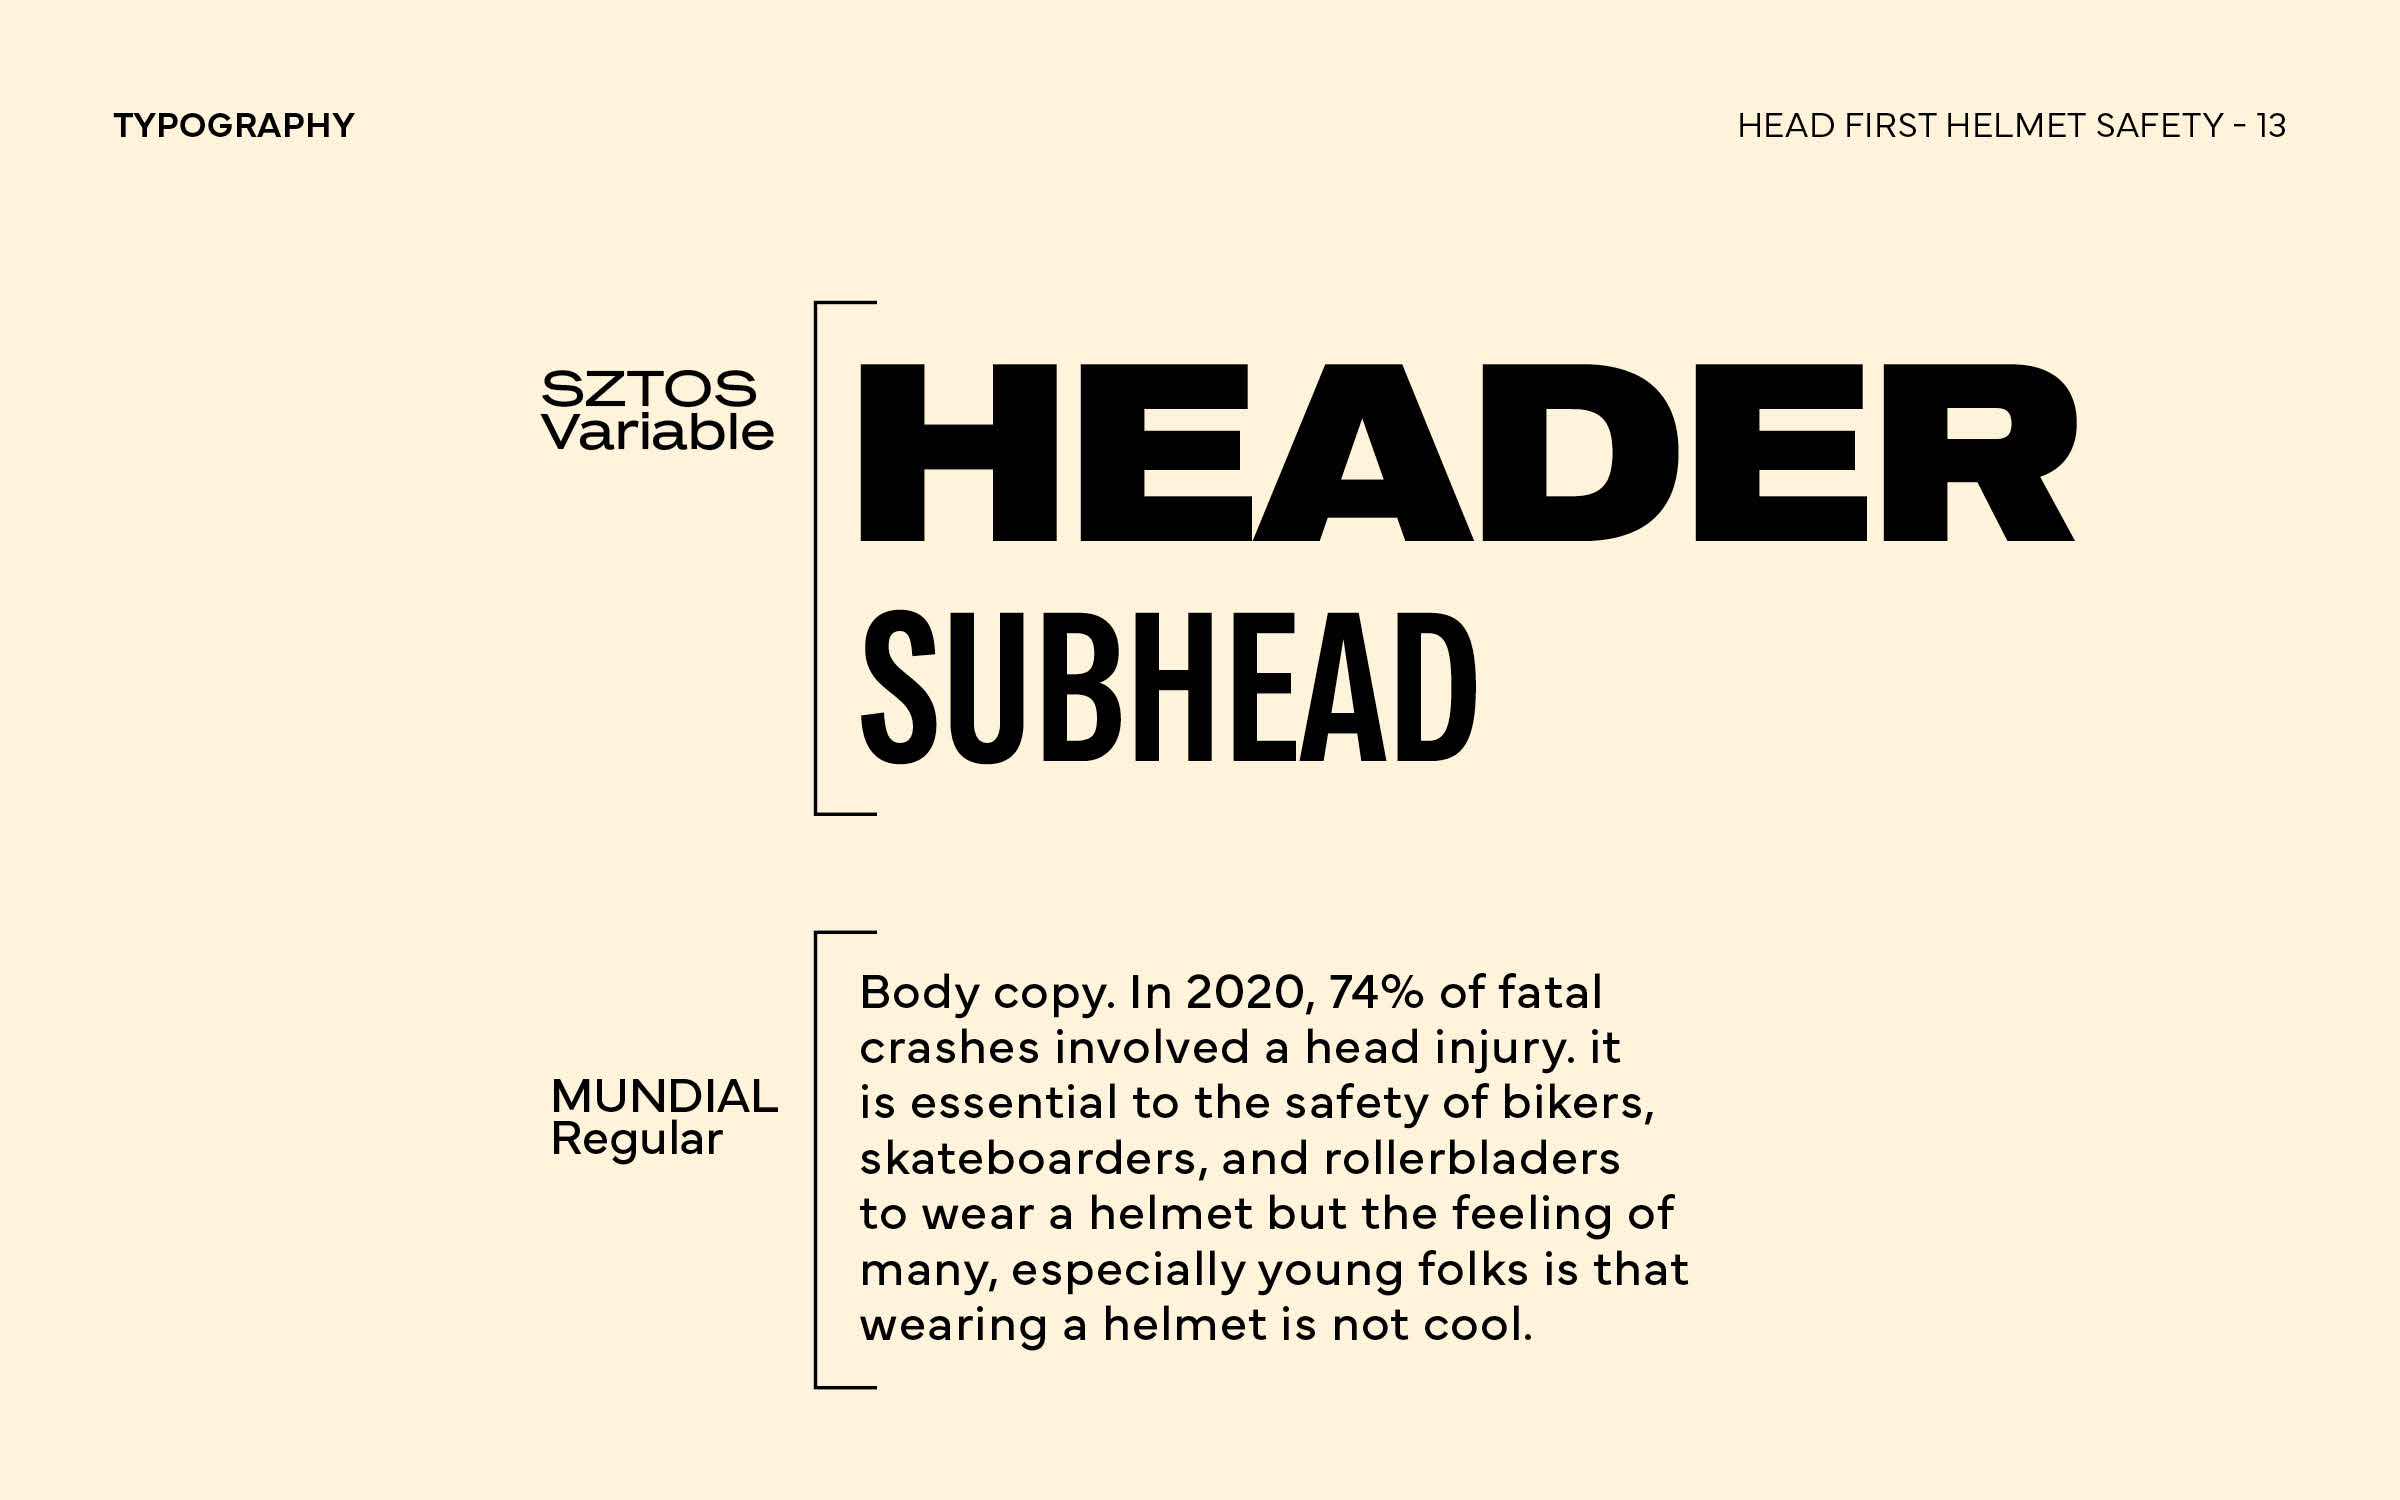 TYPOGRAPHY
HEAD FIRST HELMET SAFETY - 13
SZTOS
Variable
HEADER
SUBHEAD
MUNDIAL
Regular
Body copy. In 2020, 74% of fatal
crashes involved a head injury. it
is essential to the safety of bikers,
skateboarders, and rollerbladers
to wear a helmet but the feeling of
many, especially young folks is that
wearing a helmet is not cool.